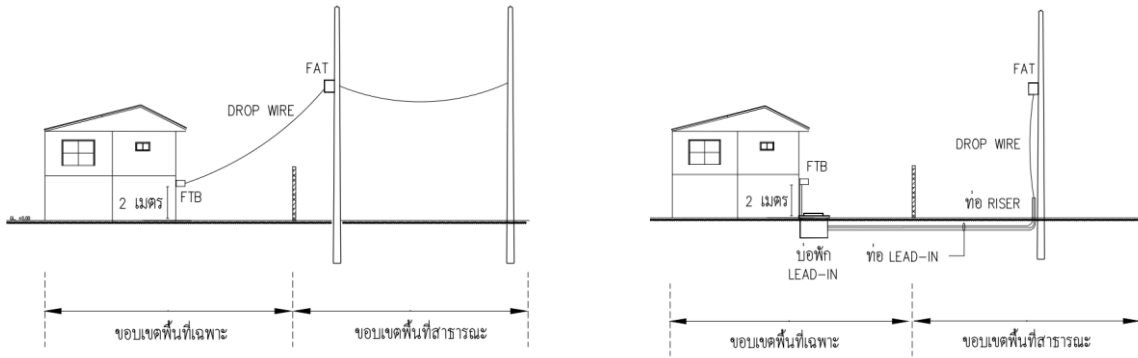 FAT
DROP WIRE
FTB
2 เมตร
ขอบเขตพื้นที่เฉพาะ
ขอบเขตพื้นที่สาธารณะ
FAT
DROP WIRE
FTB
2 เมตร
ท่อ RISER
บ่อพัก
LEAD-IN
ท่อ LEAD-IN
ขอบเขตพื้นที่เฉพาะ
ขอบเขตพื้นที่สาธารณะ